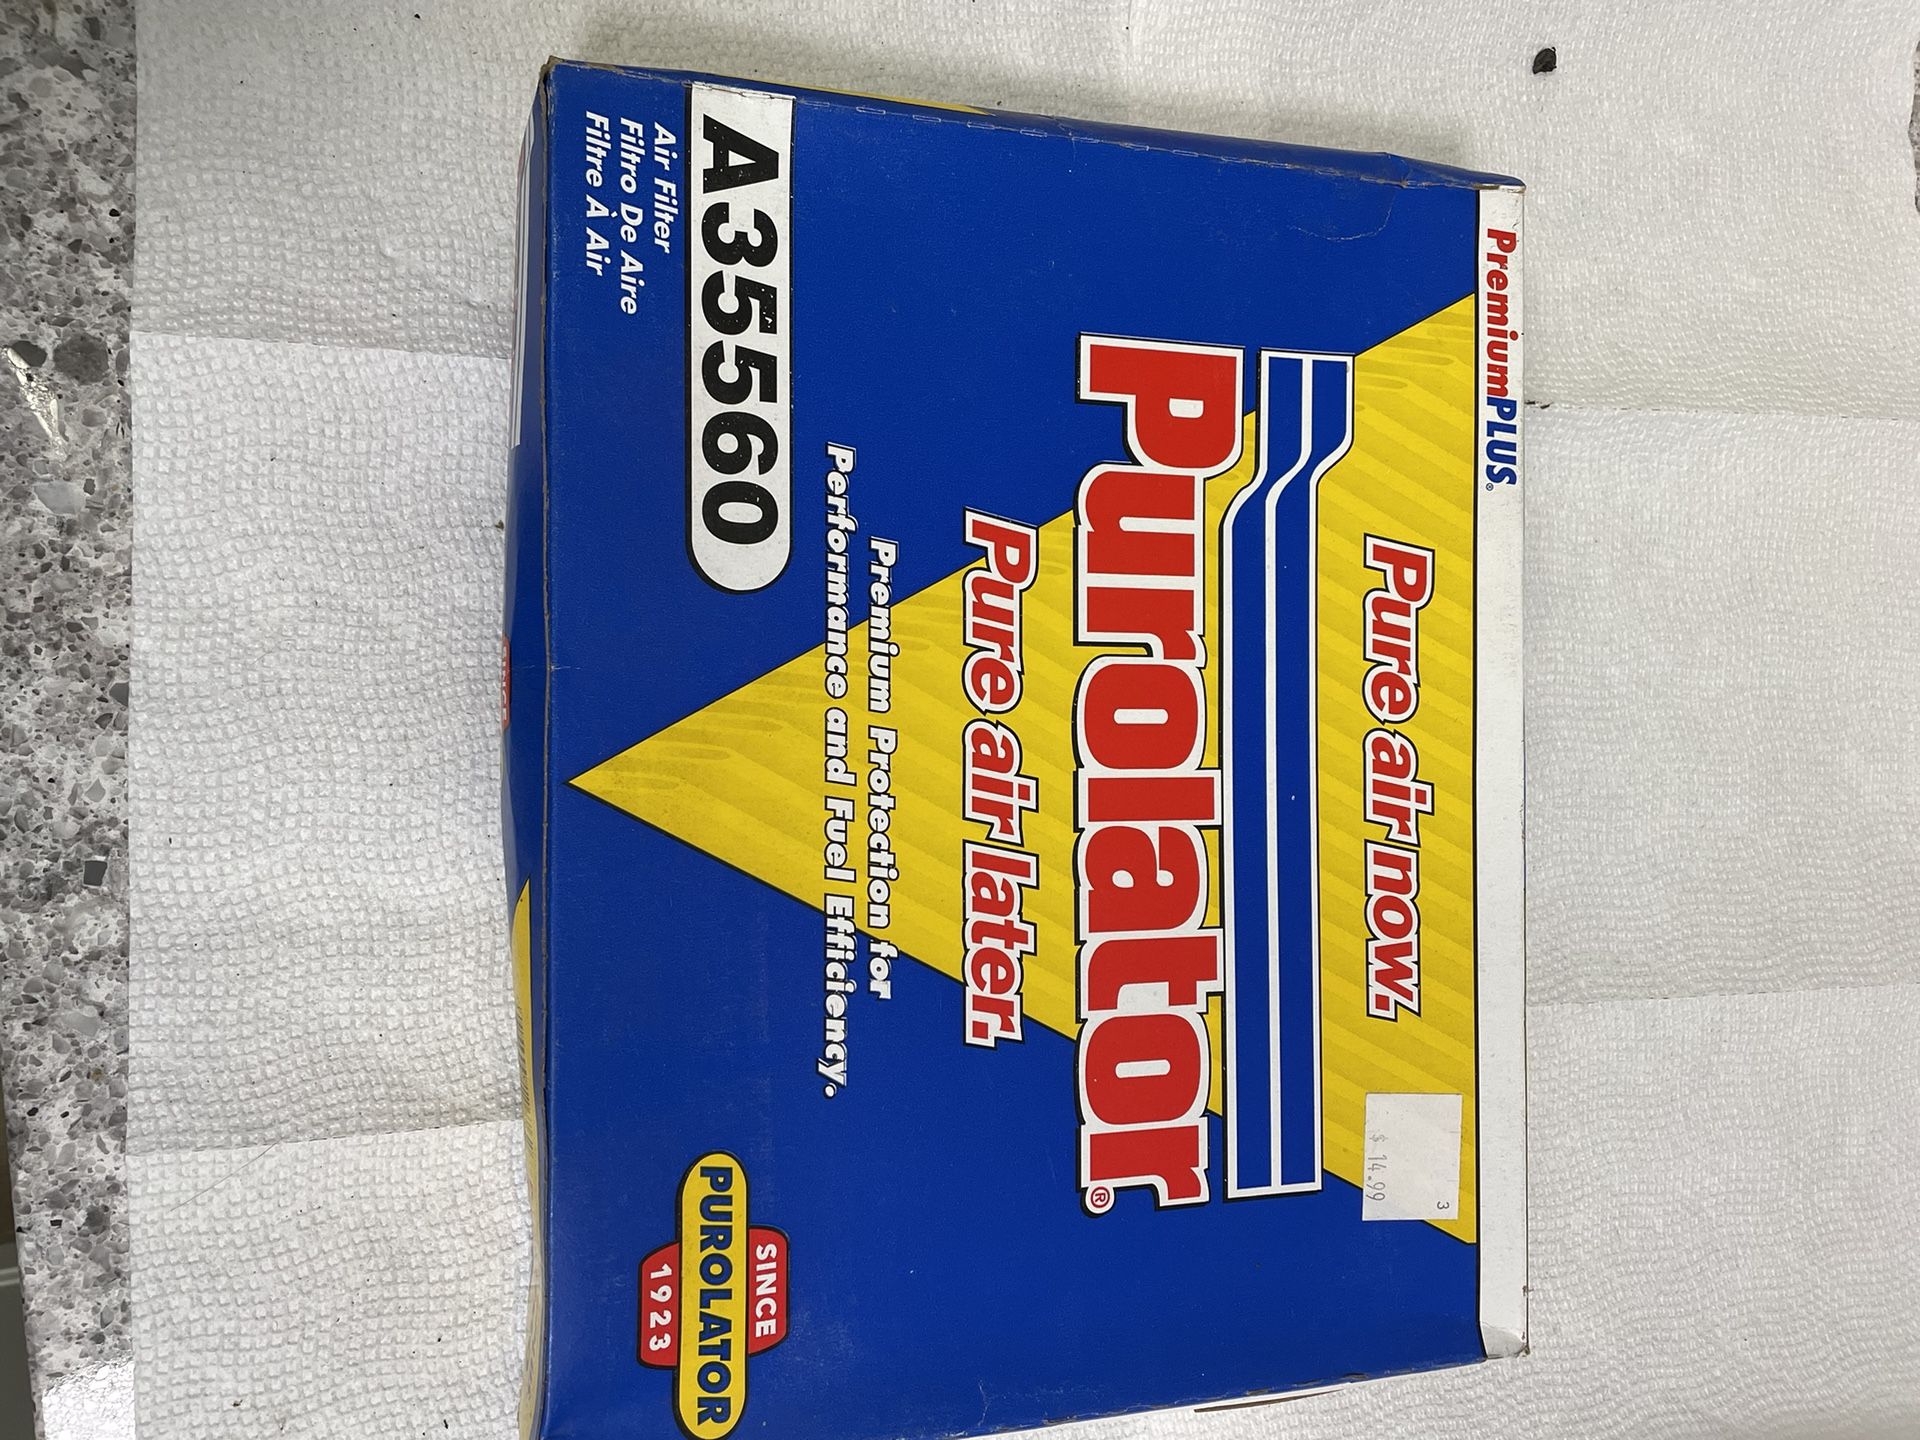 PremiumPLUS®
Pure air now.
3
$ 14.99
Purolator®
Pure air later.
Premium Protection for
Performance and Fuel Efficiency.
A35560
Air Filter
Filtro De Aire
Filtre À Air
SINCE
PUROLATOR
1923